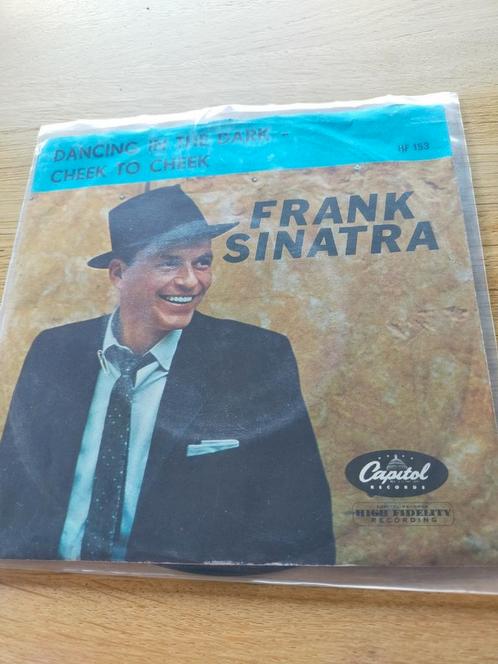 DANCING IN THE DARK -
CHEEK TO CHEEK
HF 153
FRANK
SINATRA
Capitol
RECORDS
HIGH FIDELITY
RECORDING